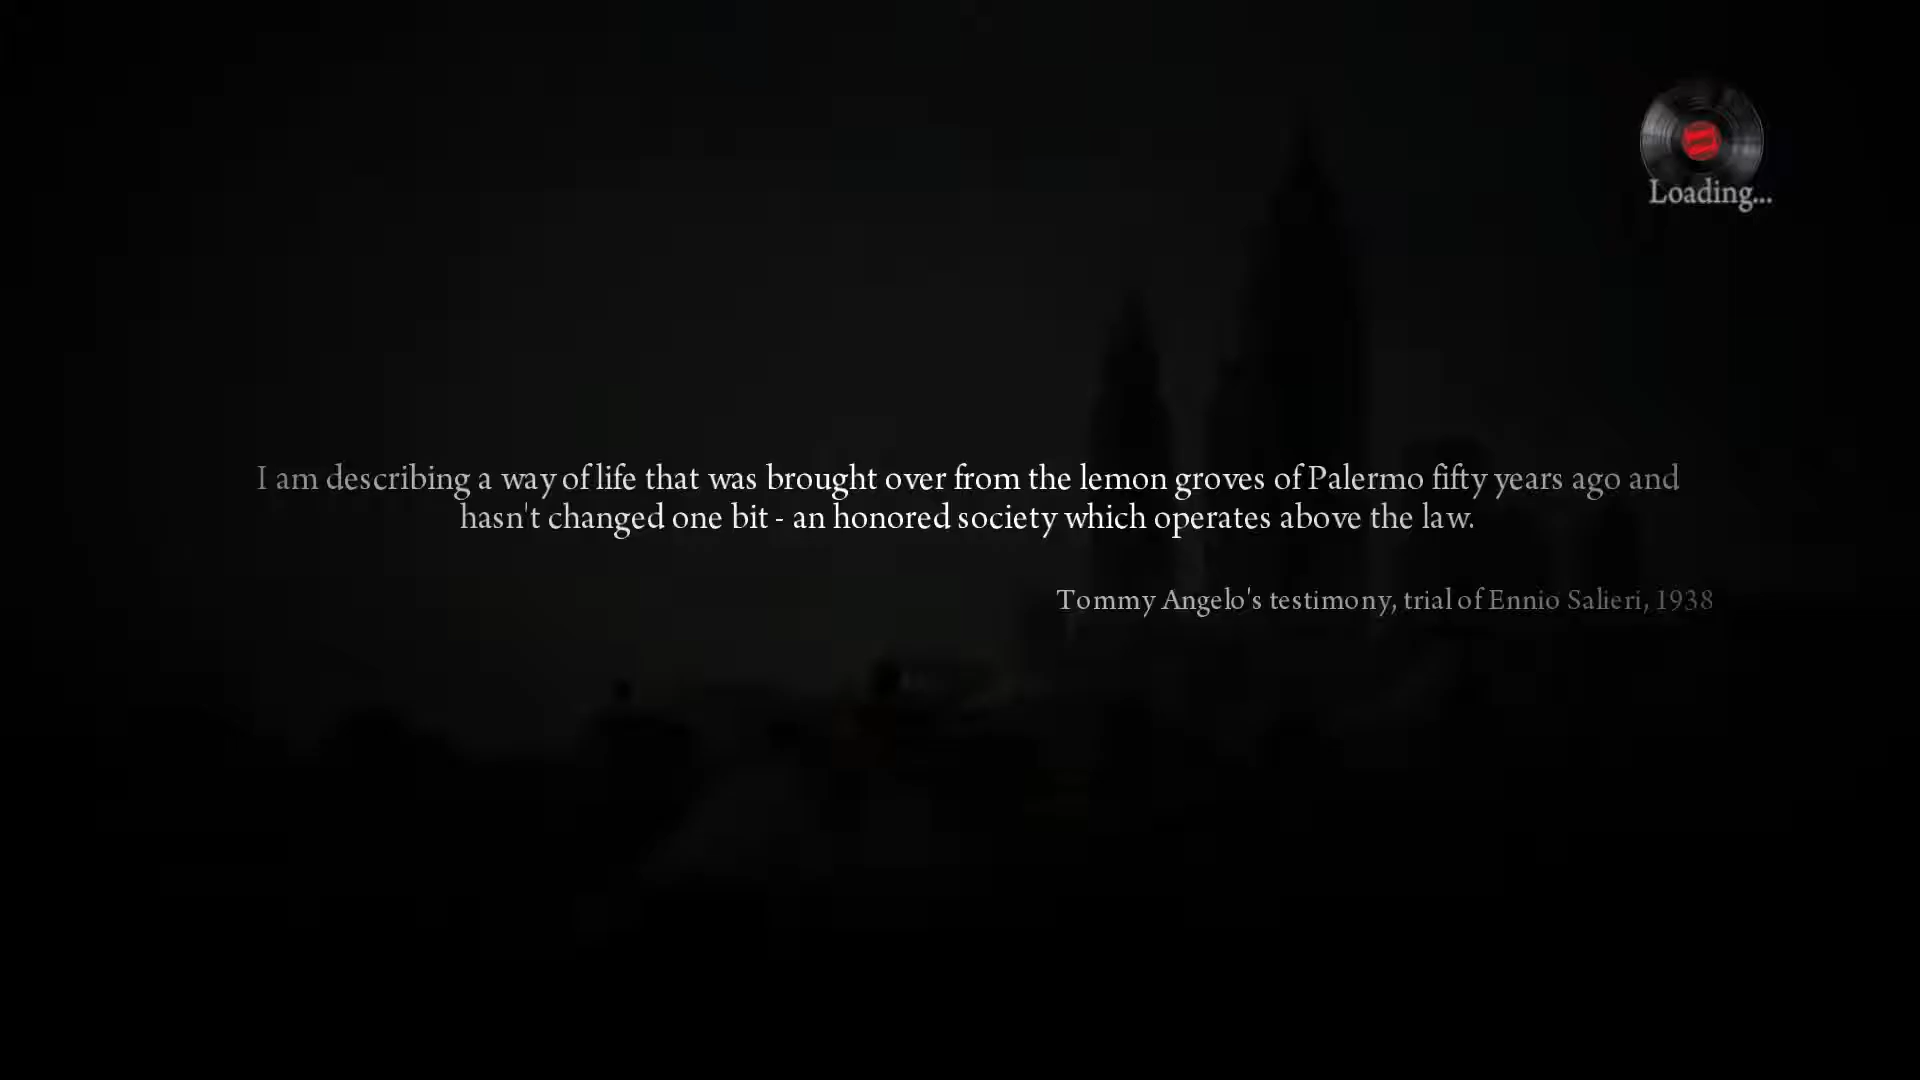 Loading...
I am describing a way of life that was brought over from the lemon groves of Palermo fifty years ago and
hasn't changed one bit - an honored society which operates above the law.
Tommy Angelo's testimony, trial of Ennio Salieri, 1938